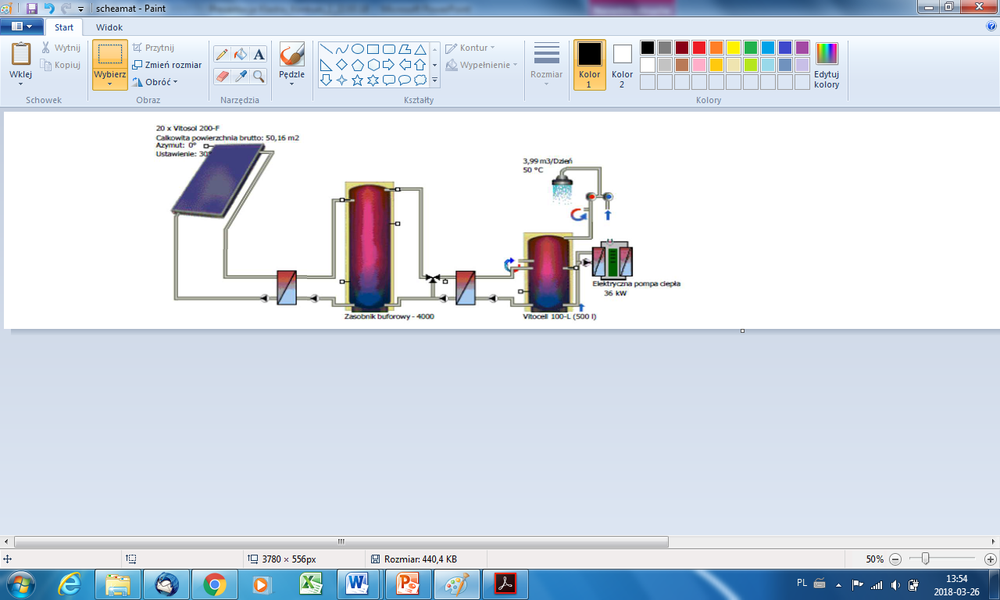 scheamat - Paint
Start
Widok
Wklej
Wytnij
Kopiuj
Schowek
Wybierz
Przytnij
Zmień rozmiar
Obróć
Obraz
A
Narzędzia
Pędzle
Kontur
Wypełnienie
Kształty
Rozmiar
Kolor
1
Kolor
2
Edytuj
kolory
Kolory
20 x Vitosol 200-F
Calkowita powierzchnia brutto: 50,16 m2
Azymut: 0°
Ustawienie: 30°
3,99 m3/Dzień
50 °C
Elektryczna pompa ciepła
36 kW
Zasobnik buforowy - 4000
Vitocell 100-L (500 l)
3780 × 556px
Rozmiar: 440,4 KB
50%
PL
13:54
2018-03-26